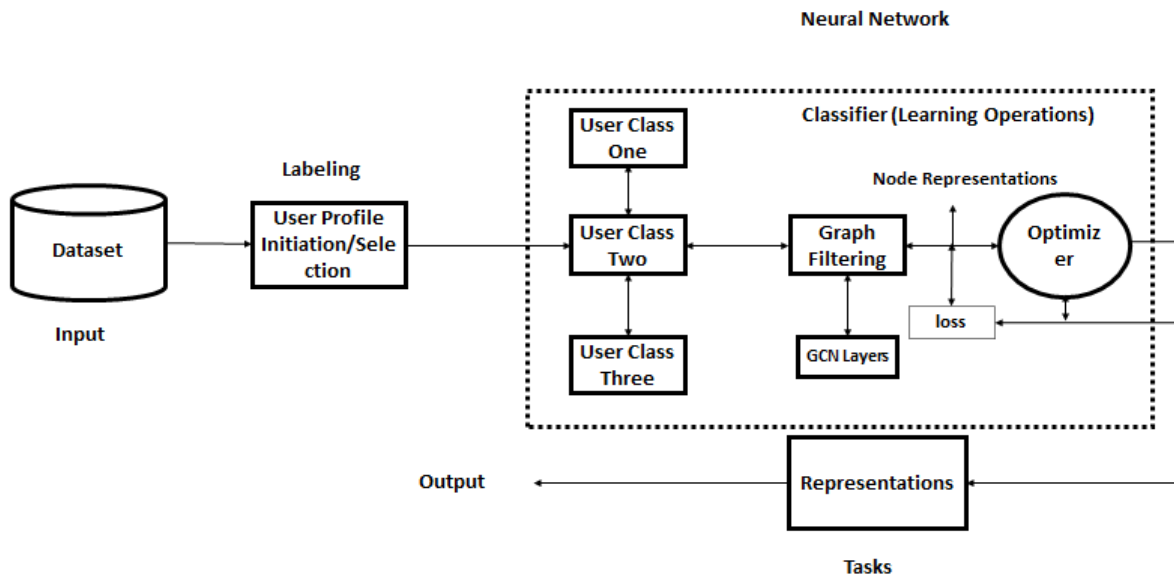 Neural Network
Classifier (Learning Operations)
User Class
One
Labeling
Node Representations
User Profile
Initiation/Sele
ction
Dataset
User Class
Two
Graph
Filtering
Optimiz
er
Input
loss
User Class
Three
GCN Layers
Output
Representations
Tasks